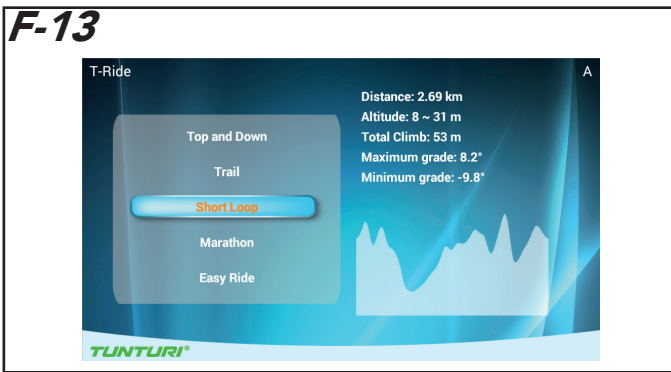 F-13
T-Ride
A
Top and Down
Trail
Short Loop
Marathon
Easy Ride
Distance: 2.69 km
Altitude: 8 ~ 31 m
Total Climb: 53 m
Maximum grade: 8.2°
Minimum grade: -9.8°
TUNTURI®